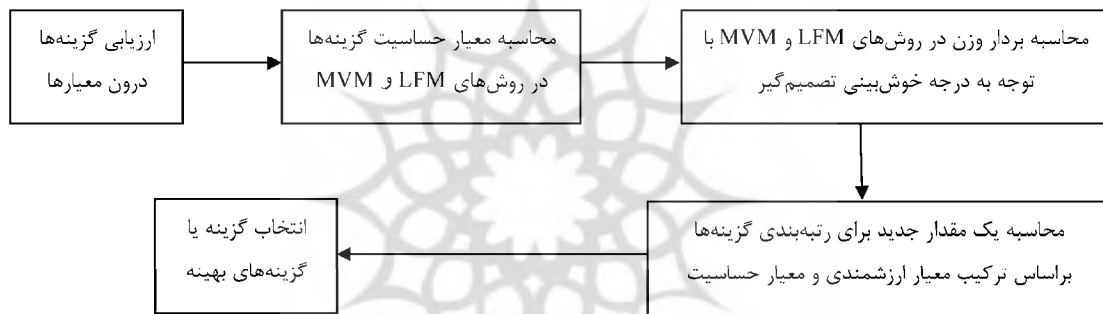 ارزیابی گزینه‌ها
درون معیارها
محاسبه معیار حساسیت گزینه‌ها
در روش‌های LFM و MVM
محاسبه بردار وزن در روش‌های LFM و MVM با
توجه به درجه خوش‌بینی تصمیم‌گیر
محاسبه یک مقدار جدید برای رتبه‌بندی گزینه‌ها
براساس ترکیب معیار ارزشمندی و معیار حساسیت
انتخاب گزینه یا
گزینه‌های بهینه